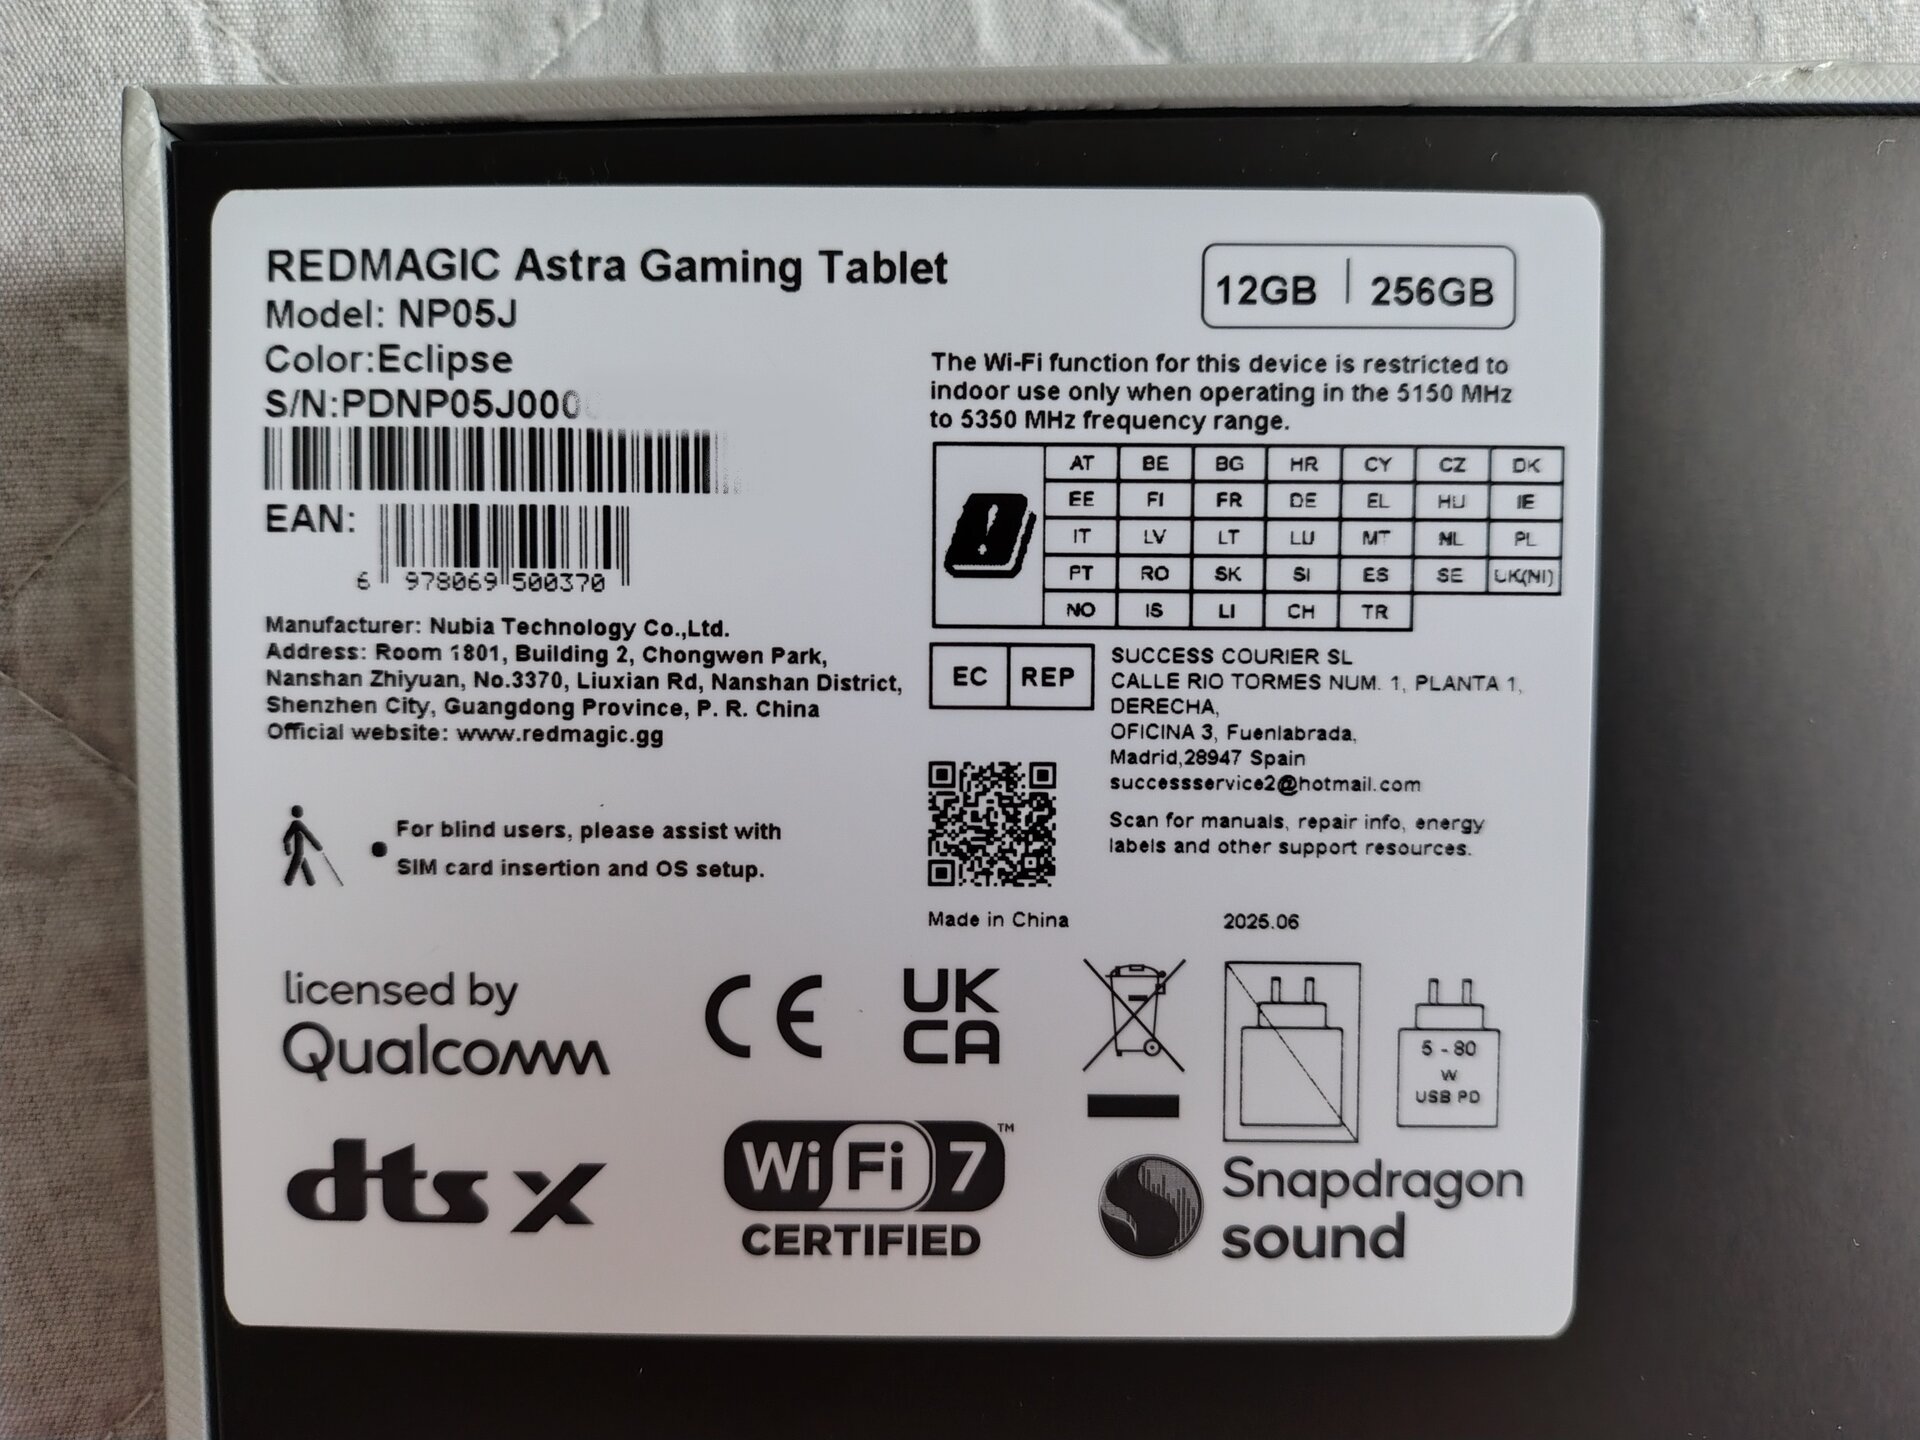 REDMAGIC Astra Gaming Tablet
Model: NP05J
Color:Eclipse
S/N:PDNP05J000
EAN:
6 978069 500370
Manufacturer: Nubia Technology Co.,Ltd.
Address: Room 1801, Building 2, Chongwen Park,
Nanshan Zhiyuan, No.3370, Liuxian Rd, Nanshan District,
Shenzhen City, Guangdong Province, P. R. China
Official website: www.redmagic.gg
For blind users, please assist with
SIM card insertion and OS setup.
12GB | 256GB
The Wi-Fi function for this device is restricted to
indoor use only when operating in the 5150 MHz
to 5350 MHz frequency range.
AT BE BG HR CY CZ DK
EE FI FR DE EL HU IE
IT LV LT LU MT NL PL
PT RO SK SI ES SE UK(NI)
NO IS LI CH TR
EC REP
SUCCESS COURIER SL
CALLE RIO TORMES NUM. 1, PLANTA 1,
DERECHA,
OFICINA 3, Fuenlabrada,
Madrid,28947 Spain
successservice2@hotmail.com
Scan for manuals, repair info, energy
labels and other support resources.
Made in China 2025.06
licensed by
Qualcomm
CE
UK
CA
5 - 80
W
USB PD
dts x
Wi Fi 7™
CERTIFIED
Snapdragon
sound